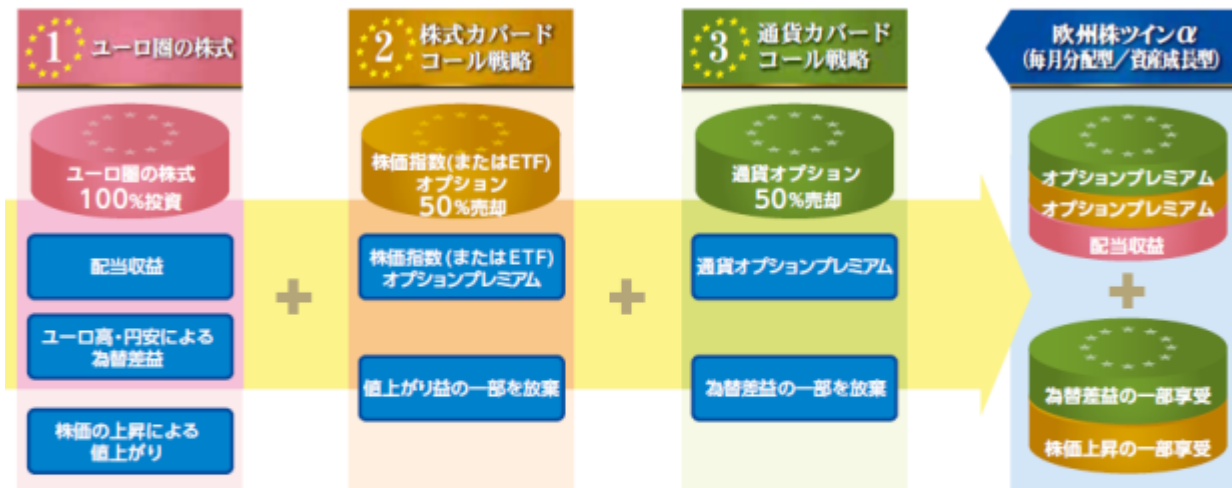 1 ユーロ圏の株式
ユーロ圏の株式
100%投資
配当収益
ユーロ高・円安による
為替差益
株価の上昇による
値上がり
+
2 株式カバード
コール戦略
株価指数(またはETF)
オプション
50%売却
株価指数(またはETF)
オプションプレミアム
値上がり益の一部を放棄
+
3 通貨カバード
コール戦略
通貨オプション
50%売却
通貨オプションプレミアム
為替差益の一部を放棄
欧州株ツインα
(毎月分配型/資産成長型)
オプションプレミアム
オプションプレミアム
配当収益
+
為替差益の一部享受
株価上昇の一部享受